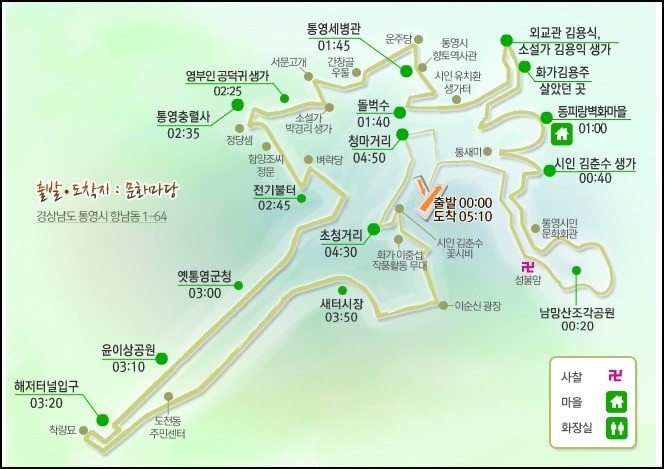 통영세병관
01:45
운주당
통영시
향토역사관
외교관 김용식,
소설가 김용익 생가
서문고개
간창골
우물
시인 유치환
생가터
화가김용주
살았던 곳
영부인 공덕귀 생가
02:25
통영충렬사
02:35
소설가
박경리 생가
돌벅수
01:40
청마거리
04:50
동피랑벽화마을
01:00
정당샘
함양조씨
정문
벼락당
통새미
시인 김춘수 생가
00:40
출발•도착지 : 문화마당
경상남도 통영시 항남동 1-64
전기불터
02:45
출발 00:00
도착 05:10
초정거리
04:30
시인 김춘수
꽃시비
화가 이중섭
작품활동 무대
통영시민
문화회관
성불암
옛통영군청
03:00
새터시장
03:50
이순신 광장
남망산조각공원
00:20
윤이상공원
03:10
해저터널입구
03:20
착량묘
도천동
주민센터
사찰
마을
화장실